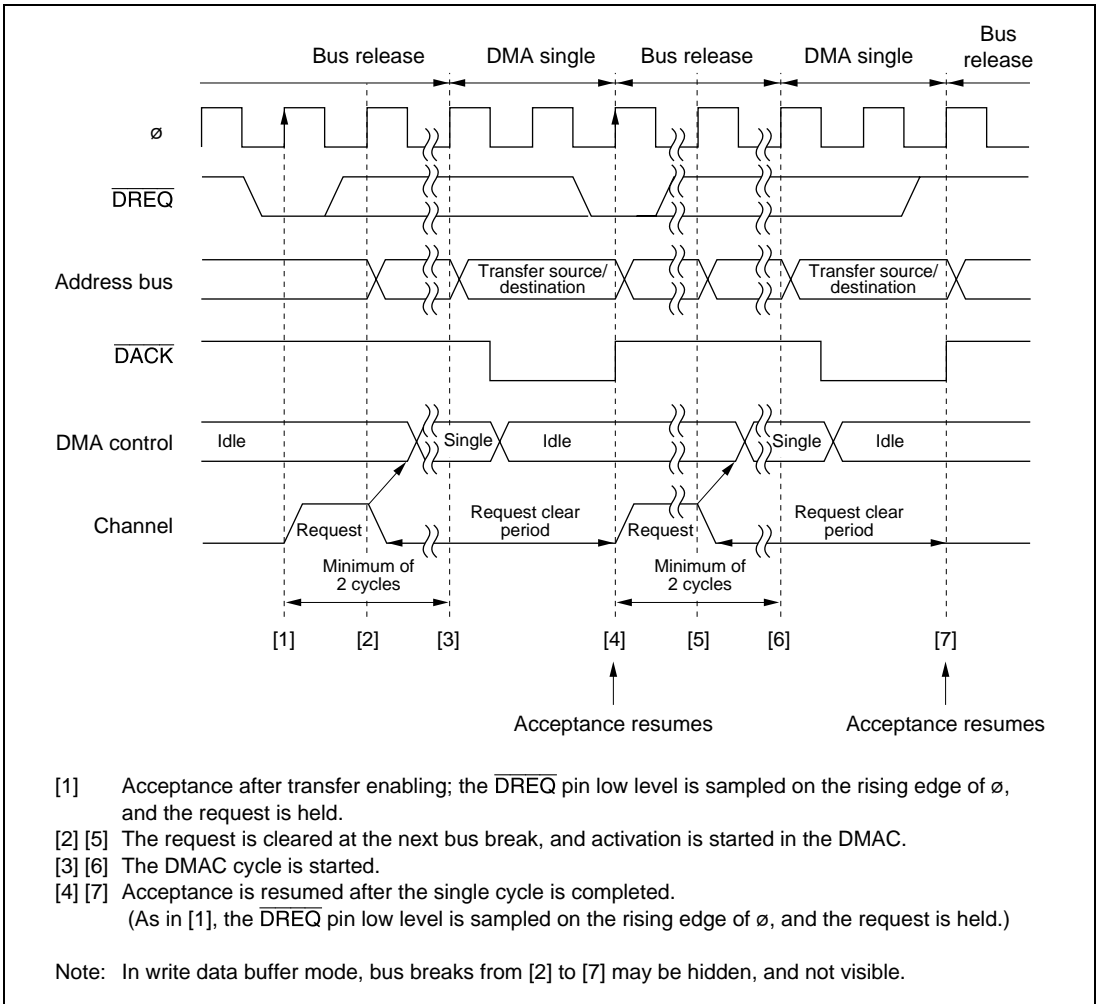 Bus release DMA single Bus release DMA single Bus release
ø
DREQ
Address bus Transfer source/ destination Transfer source/ destination
DACK
DMA control Idle Single Idle Single Idle
Channel Request Request clear period Request Request clear period
Minimum of 2 cycles Minimum of 2 cycles
[1] [2] [3] [4] [5] [6] [7]
Acceptance resumes Acceptance resumes
[1] Acceptance after transfer enabling; the DREQ pin low level is sampled on the rising edge of ø,
and the request is held.
[2] [5] The request is cleared at the next bus break, and activation is started in the DMAC.
[3] [6] The DMAC cycle is started.
[4] [7] Acceptance is resumed after the single cycle is completed.
(As in [1], the DREQ pin low level is sampled on the rising edge of ø, and the request is held.)
Note: In write data buffer mode, bus breaks from [2] to [7] may be hidden, and not visible.